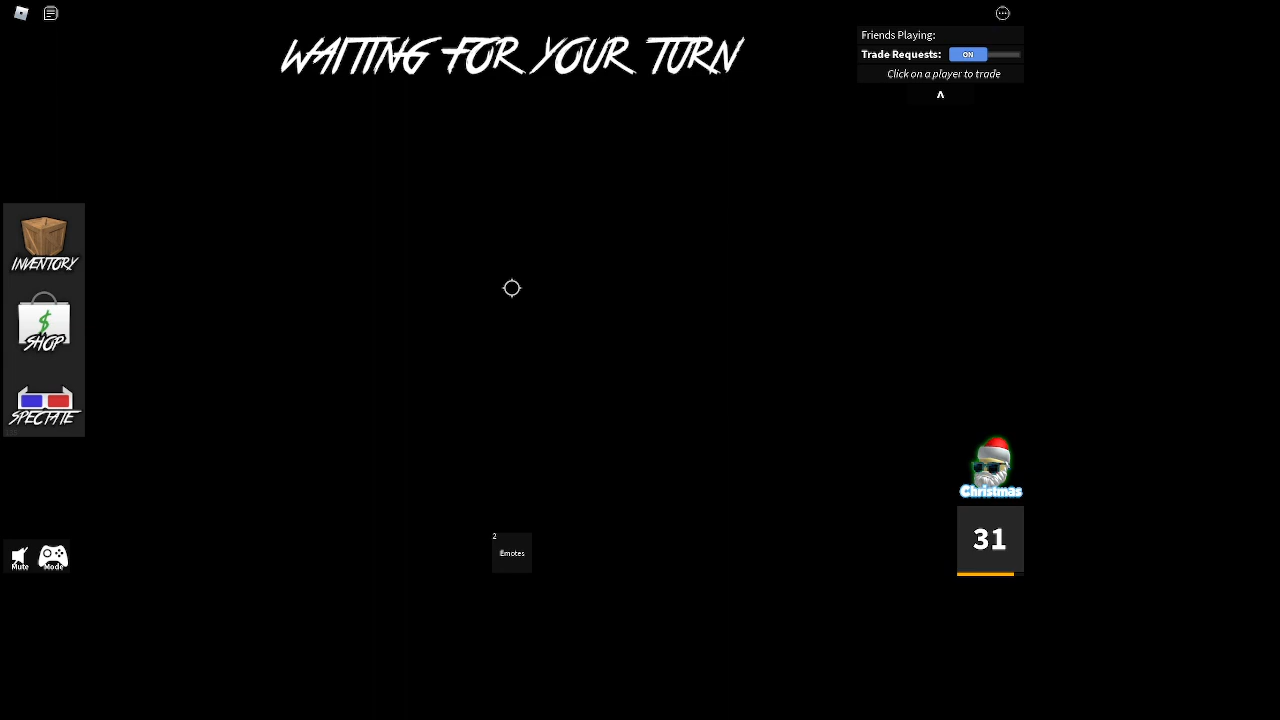 WAITING FOR YOUR TURN
Friends Playing:
Trade Requests: ON
Click on a player to trade
INVENTORY
$
SHOP
SPECTATE
Christmas
31
2
Emotes
Mute
Mode